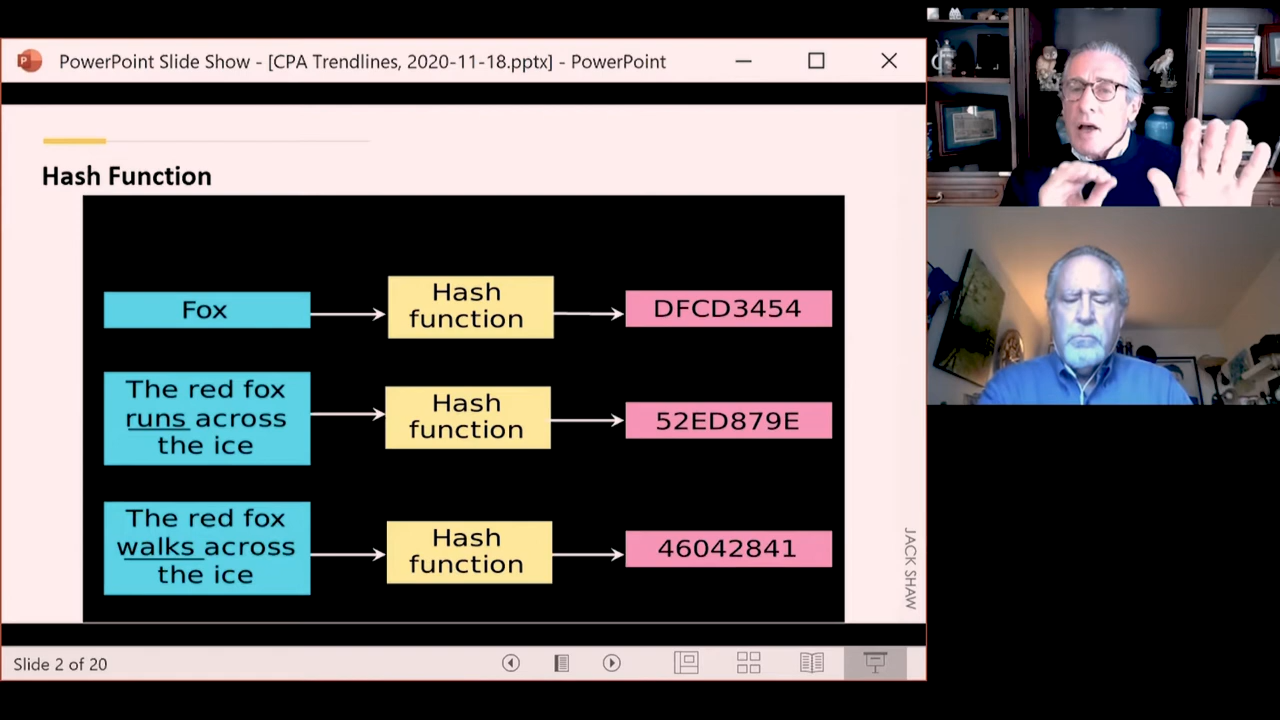 PowerPoint Slide Show - [CPA Trendlines, 2020-11-18.pptx] - PowerPoint
Hash Function
Fox
Hash
function
DFCD3454
The red fox
runs across
the ice
Hash
function
52ED879E
The red fox
walks across
the ice
Hash
function
46042841
JACK SHAW
Slide 2 of 20